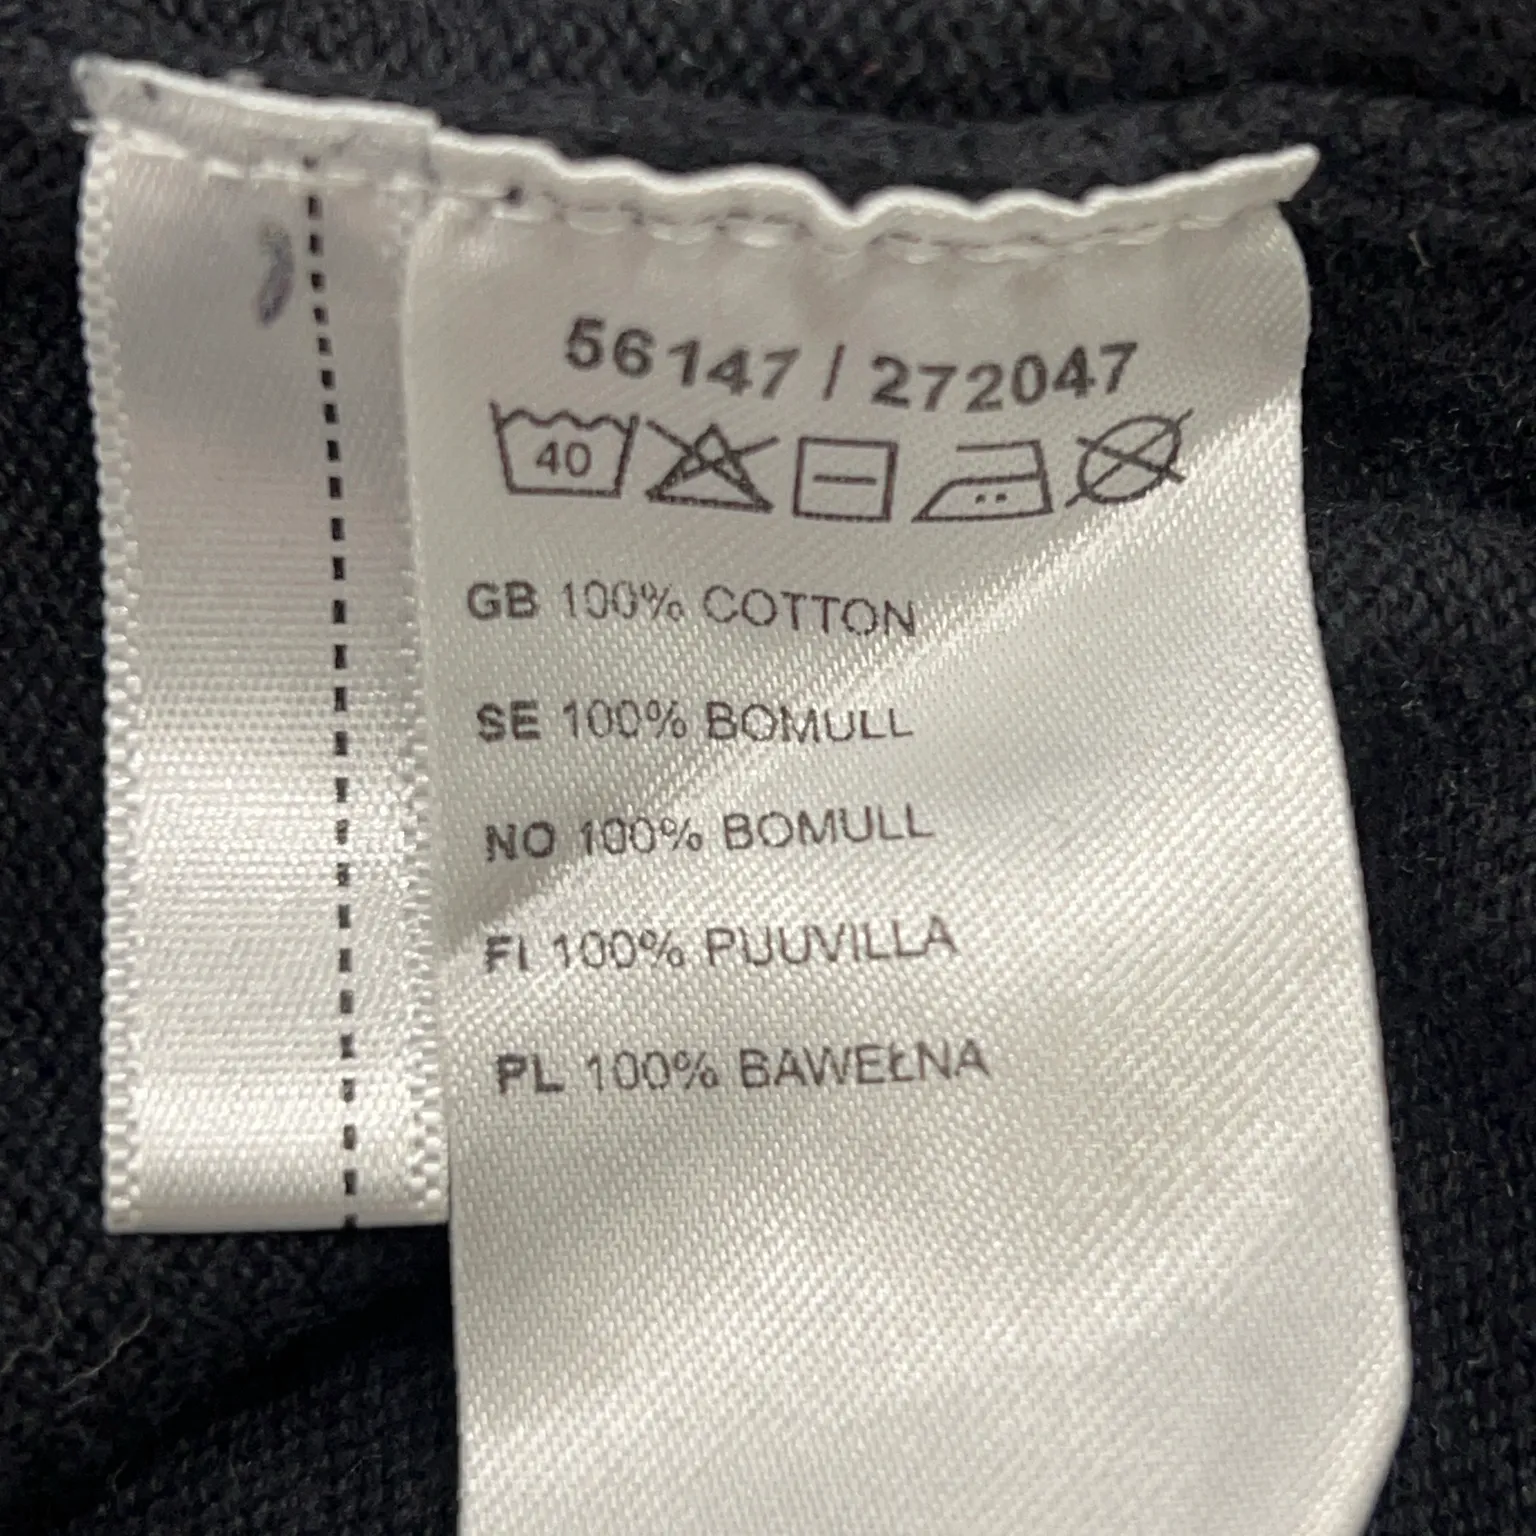 56147 / 272047
40
GB 100% COTTON
SE 100% BOMULL
NO 100% BOMULL
FI 100% PUUVILLA
PL 100% BAWEŁNA